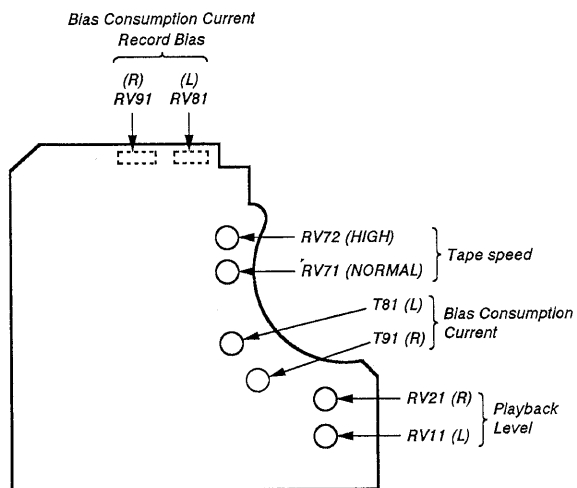 Bias Consumption Current
Record Bias
(R) (L)
RV91 RV81
RV72 (HIGH)
RV71 (NORMAL)
Tape speed
T81 (L)
T91 (R)
Bias Consumption
Current
RV21 (R)
RV11 (L)
Playback
Level